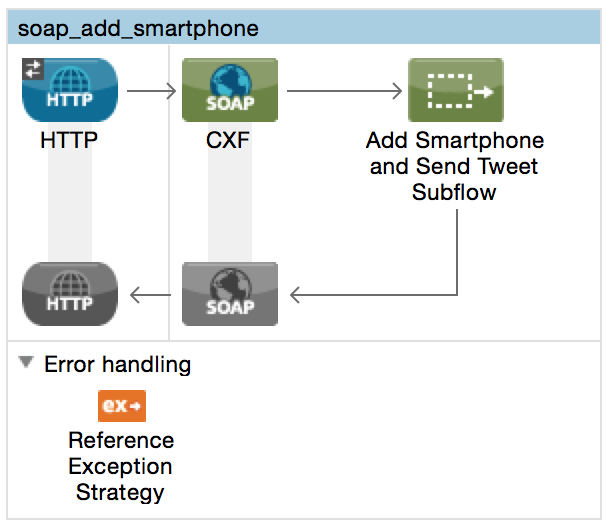 soap_add_smartphone
HTTP
SOAP
HTTP
CXF
Add Smartphone
and Send Tweet
Subflow
HTTP
SOAP
Error handling
ex
Reference
Exception
Strategy